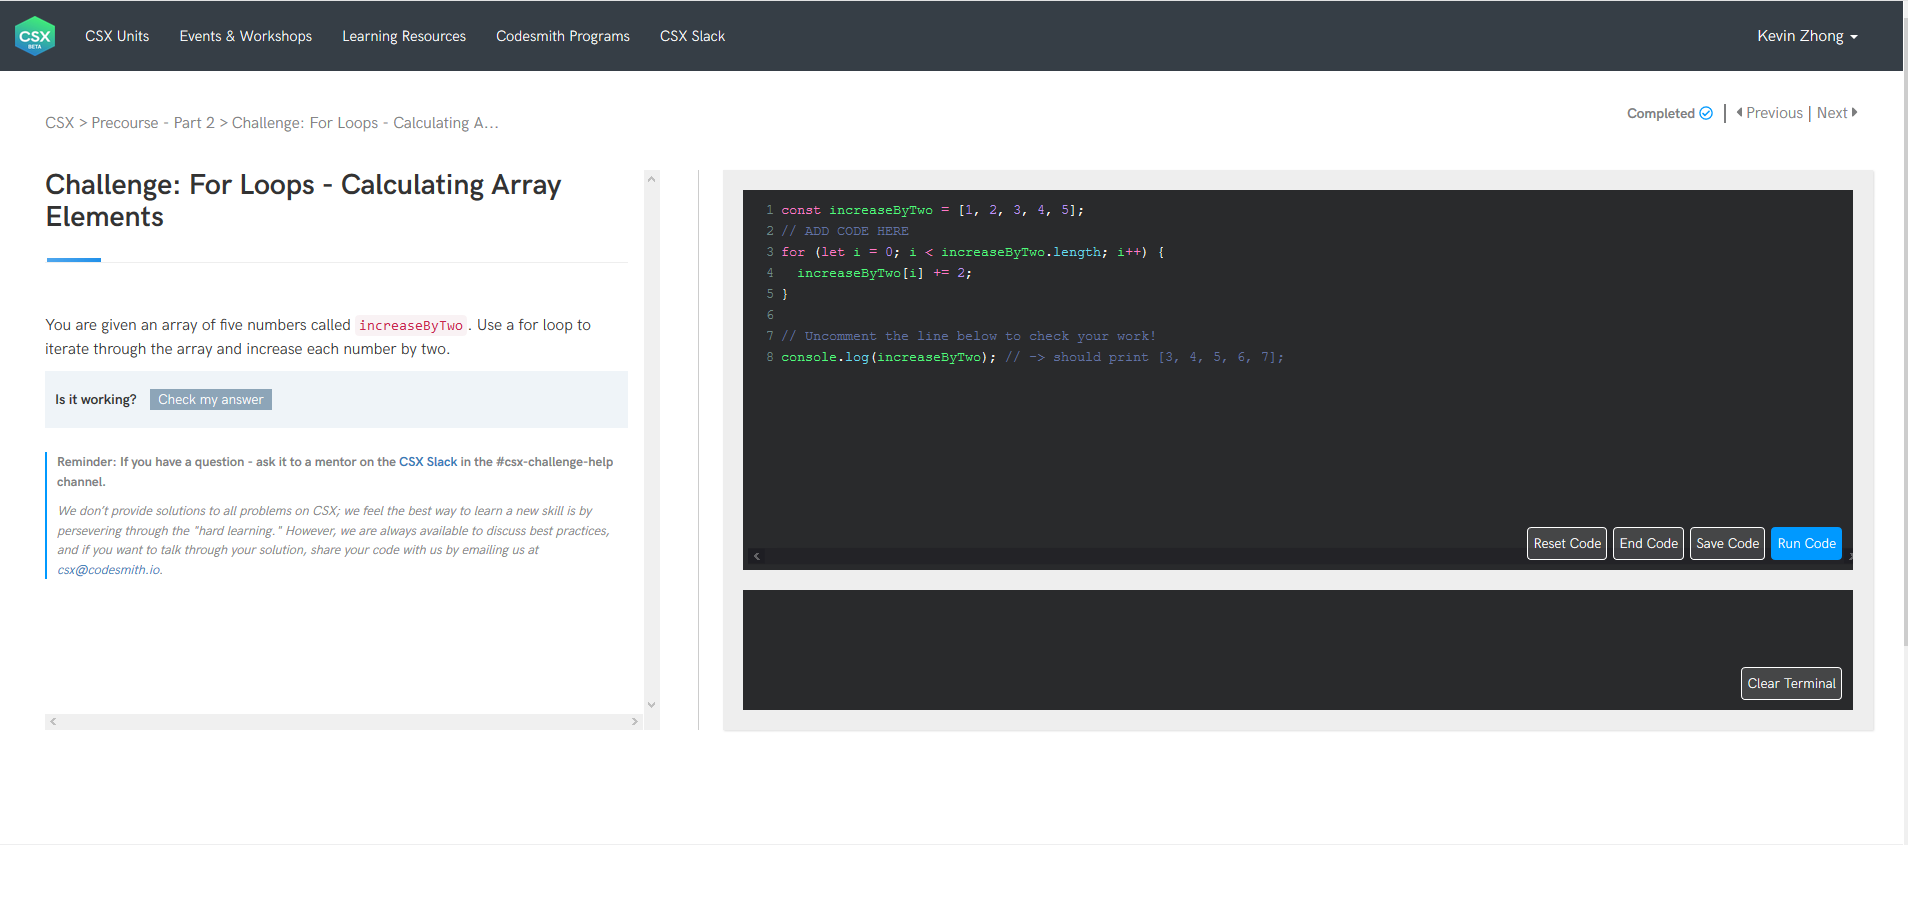 CSX
BETA
CSX Units
Events & Workshops
Learning Resources
Codesmith Programs
CSX Slack
Kevin Zhong
CSX > Precourse - Part 2 > Challenge: For Loops - Calculating A...
Completed
Previous | Next
Challenge: For Loops - Calculating Array
Elements
You are given an array of five numbers called increaseByTwo. Use a for loop to
iterate through the array and increase each number by two.
Is it working? Check my answer
Reminder: If you have a question - ask it to a mentor on the CSX Slack in the #csx-challenge-help
channel.
We don't provide solutions to all problems on CSX; we feel the best way to learn a new skill is by
persevering through the "hard learning." However, we are always available to discuss best practices,
and if you want to talk through your solution, share your code with us by emailing us at
csx@codesmith.io.
1 const increaseByTwo = [1, 2, 3, 4, 5];
2 // ADD CODE HERE
3 for (let i = 0; i < increaseByTwo.length; i++) {
4   increaseByTwo[i] += 2;
5 }
6
7 // Uncomment the line below to check your work!
8 console.log(increaseByTwo); // -> should print [3, 4, 5, 6, 7];
Reset Code
End Code
Save Code
Run Code
Clear Terminal